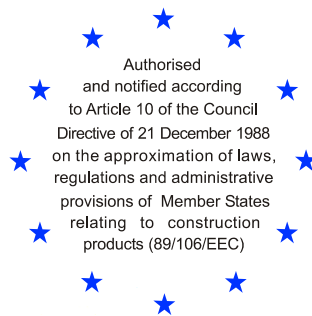 Authorised
and notified according
to Article 10 of the Council
Directive of 21 December 1988
on the approximation of laws,
regulations and administrative
provisions of Member States
relating to construction
products (89/106/EEC)